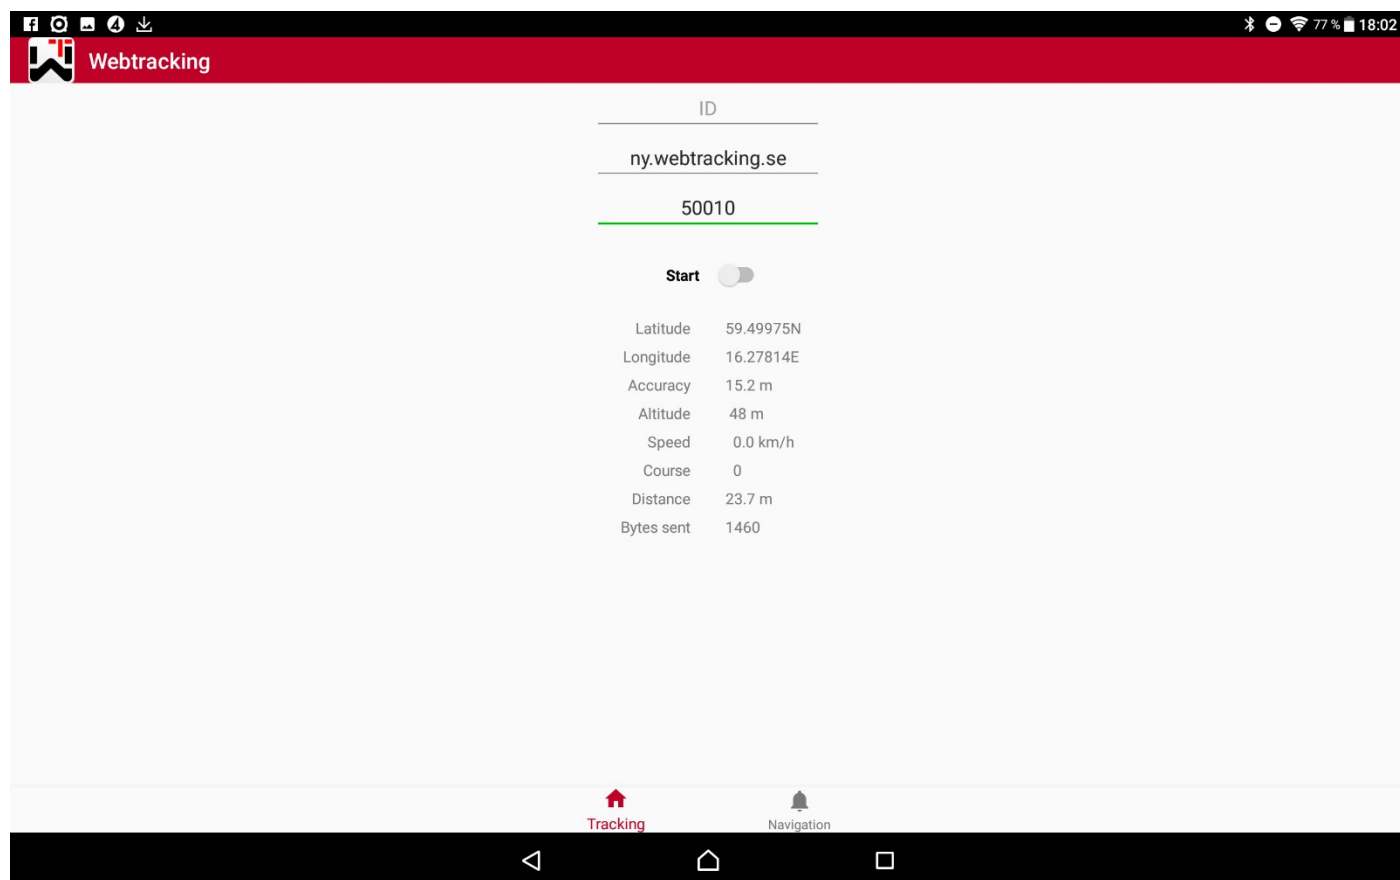 77 % 18:02
Webtracking
ID
ny.webtracking.se
50010
Start
Latitude 59.49975N
Longitude 16.27814E
Accuracy 15.2 m
Altitude 48 m
Speed 0.0 km/h
Course 0
Distance 23.7 m
Bytes sent 1460
Tracking Navigation